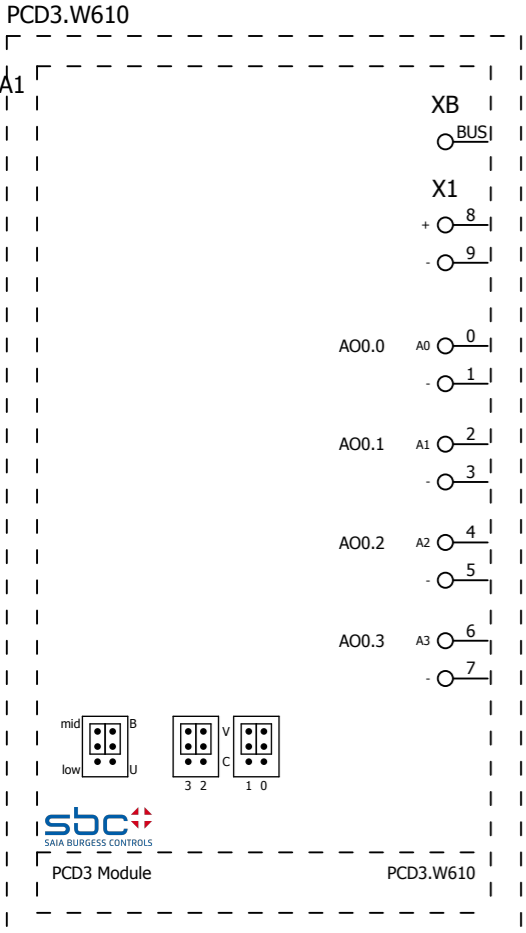 PCD3.W610
A1
XB
BUS
X1
+ 8
- 9
AO0.0 A0 0
- 1
AO0.1 A1 2
- 3
AO0.2 A2 4
- 5
AO0.3 A3 6
- 7
mid B V
low U C
3 2 1 0
sbc
SAIA BURGESS CONTROLS
PCD3 Module PCD3.W610